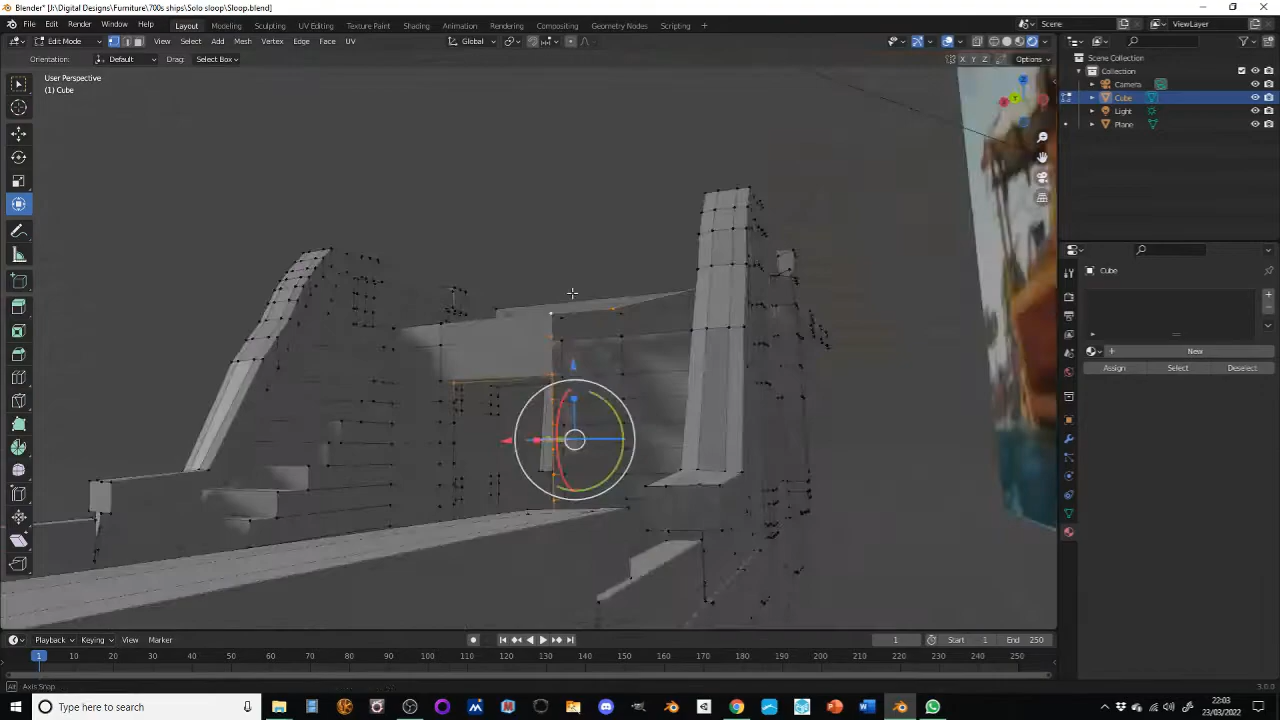 Blender* [J:\Digital Designs\Furniture\700s ships\Solo sloop\Sloop.blend]
File Edit Render Window Help Layout Modeling Sculpting UV Editing Texture Paint Shading Animation Rendering Compositing Geometry Nodes Scripting + Scene ViewLayer
Edit Mode View Select Add Mesh Vertex Edge Face UV Global
Orientation: Default Drag: Select Box X Y Z Options
User Perspective
(1) Cube
Scene Collection
Collection
Camera
Cube
Light
Plane
Cube
New
Assign Select Deselect
Playback Keying View Marker 1 Start 1 End 250
1 10 20 30 40 50 60 70 80 90 100 110 120 130 140 150 160 170 180 190 200 210 220 230 240 250
Axis Snap 3.0.0
Type here to search
22:03
23/03/2022